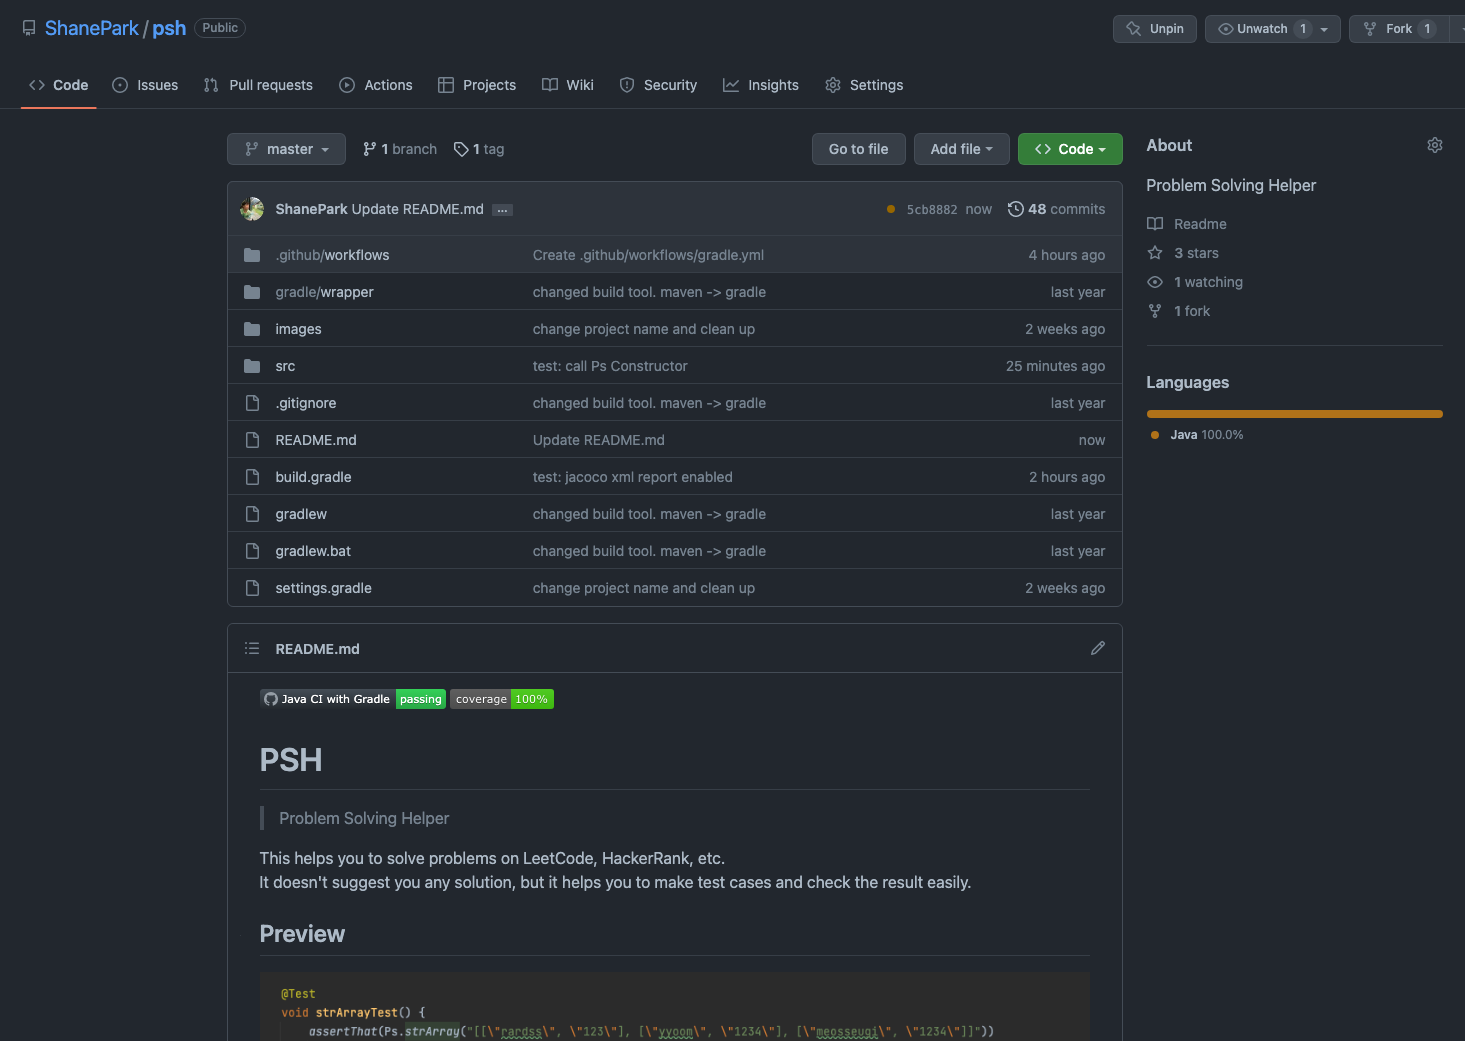 ShanePark / psh Public
Unpin Unwatch 1 Fork 1
Code Issues Pull requests Actions Projects Wiki Security Insights Settings
master 1 branch 1 tag Go to file Add file Code
ShanePark Update README.md ... 5cb8882 now 48 commits
.github/workflows Create .github/workflows/gradle.yml 4 hours ago
gradle/wrapper changed build tool. maven -> gradle last year
images change project name and clean up 2 weeks ago
src test: call Ps Constructor 25 minutes ago
.gitignore changed build tool. maven -> gradle last year
README.md Update README.md now
build.gradle test: jacoco xml report enabled 2 hours ago
gradlew changed build tool. maven -> gradle last year
gradlew.bat changed build tool. maven -> gradle last year
settings.gradle change project name and clean up 2 weeks ago
About
Problem Solving Helper
Readme
3 stars
1 watching
1 fork
Languages
Java 100.0%
README.md
Java CI with Gradle passing coverage 100%
PSH
Problem Solving Helper
This helps you to solve problems on LeetCode, HackerRank, etc.
It doesn't suggest you any solution, but it helps you to make test cases and check the result easily.
Preview
@Test
void strArrayTest() {
assertThat(Ps.strArray("[[\"rardss\", \"123\"], [\"yyoom\", \"1234\"], [\"meosseugi\", \"1234\"]]"))